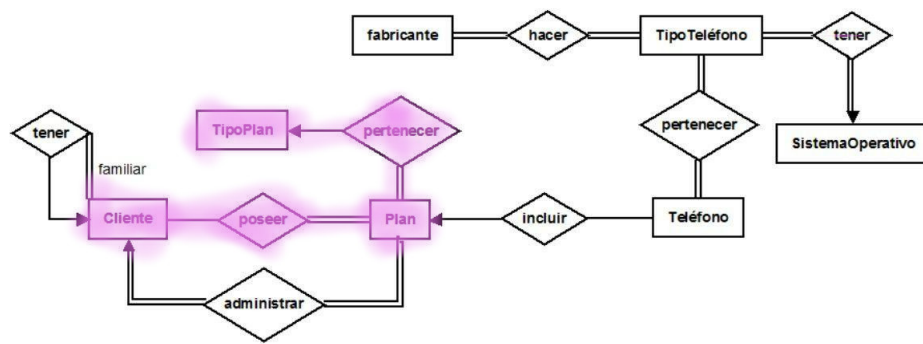 fabricante
hacer
TipoTeléfono
tener
TipoPlan
pertenecer
pertenecer
tener
SistemaOperativo
familiar
Cliente
poseer
Plan
incluir
Teléfono
administrar